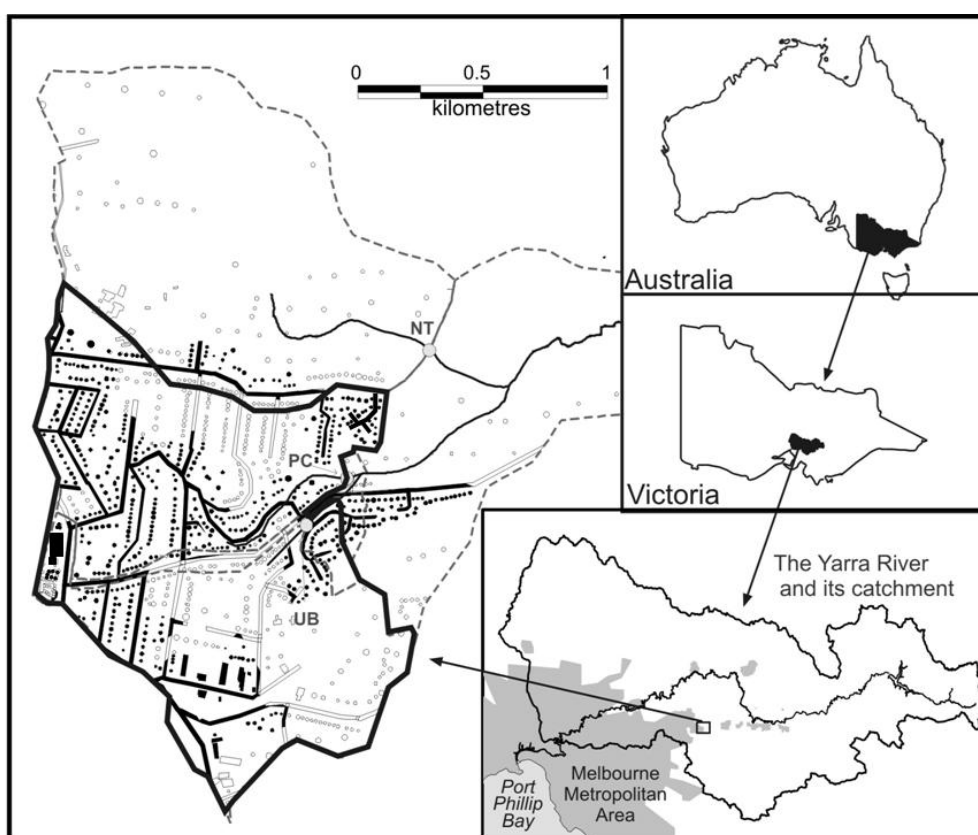 0 0.5 1
kilometres
NT
PC
UB
Australia
Victoria
The Yarra River
and its catchment
Melbourne
Metropolitan
Area
Port
Phillip
Bay